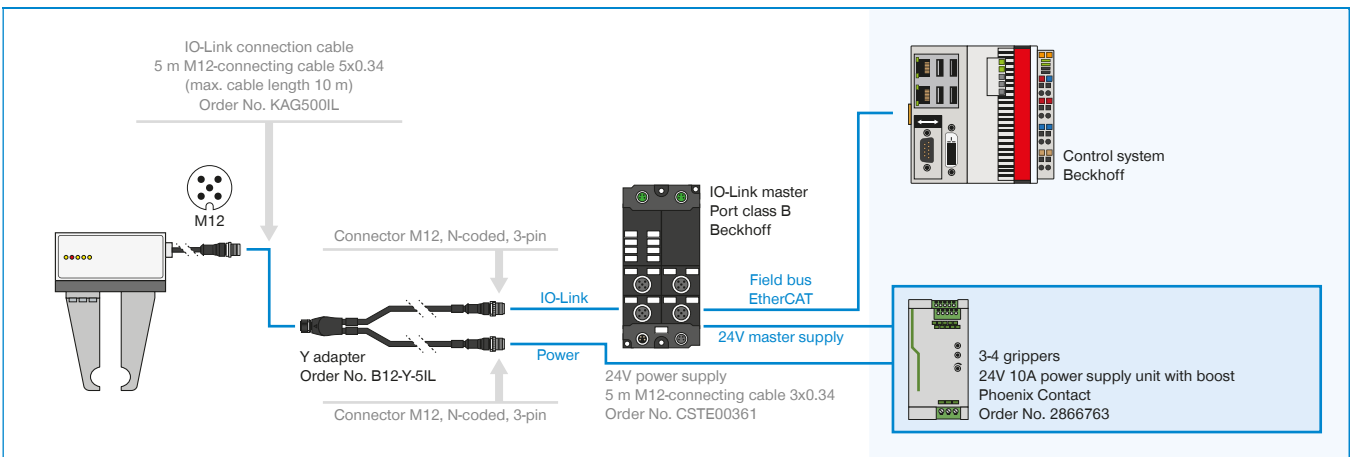 IO-Link connection cable
5 m M12-connecting cable 5x0.34
(max. cable length 10 m)
Order No. KAG500IL
M12
Connector M12, N-coded, 3-pin
IO-Link master
Port class B
Beckhoff
Control system
Beckhoff
IO-Link
Field bus
EtherCAT
24V master supply
Y adapter
Order No. B12-Y-5IL
Power
Connector M12, N-coded, 3-pin
24V power supply
5 m M12-connecting cable 3x0.34
Order No. CSTE00361
3-4 grippers
24V 10A power supply unit with boost
Phoenix Contact
Order No. 2866763